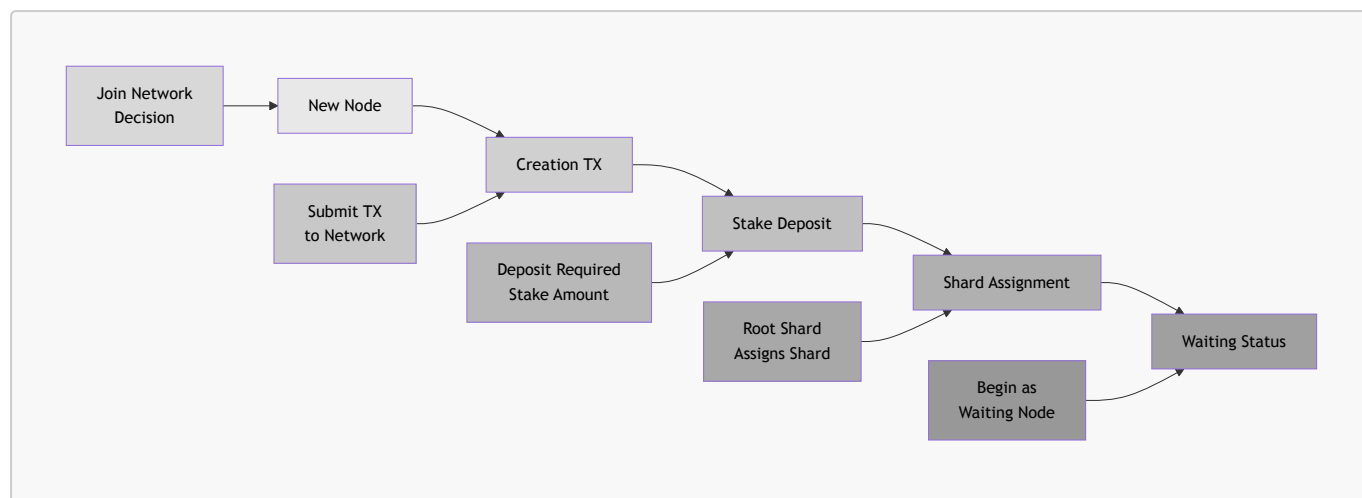 Join Network
Decision
New Node
Creation TX
Submit TX
to Network
Stake Deposit
Deposit Required
Stake Amount
Shard Assignment
Root Shard
Assigns Shard
Waiting Status
Begin as
Waiting Node